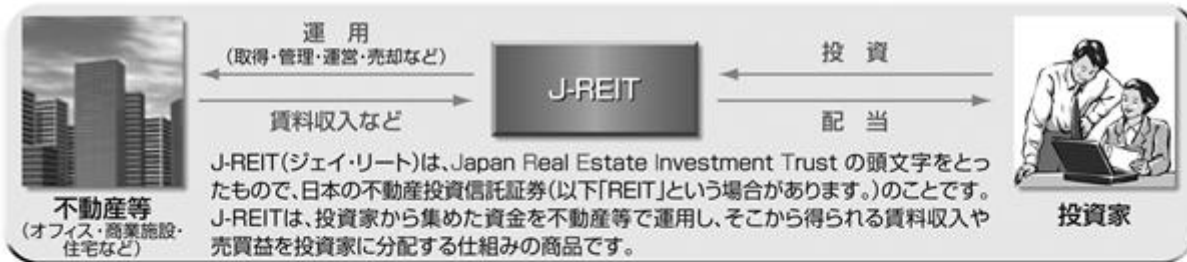 運 用
（取得・管理・運営・売却など）
賃料収入など
J-REIT
投 資
配 当
J-REIT（ジェイ・リート）は、Japan Real Estate Investment Trust の頭文字をとっ
たもので、日本の不動産投資信託証券（以下「REIT」という場合があります。）のことです。
J-REITは、投資家から集めた資金を不動産等で運用し、そこから得られる賃料収入や
売買益を投資家に分配する仕組みの商品です。
不動産等
（オフィス・商業施設・
住宅など）
投資家